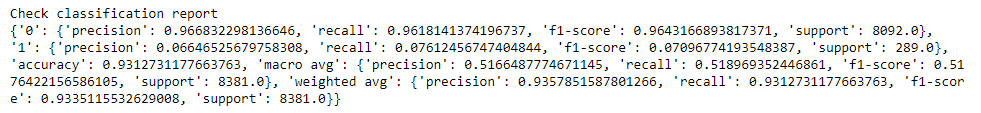 Check classification report
{'0': {'precision': 0.966832298136646, 'recall': 0.9618141374196737, 'f1-score': 0.9643166893817371, 'support': 8092.0},
'1': {'precision': 0.06646525679758308, 'recall': 0.07612456747404844, 'f1-score': 0.07096774193548387, 'support': 289.0},
'accuracy': 0.9312731177663763, 'macro avg': {'precision': 0.5166487774671145, 'recall': 0.518969352446861, 'f1-score': 0.51
76422156586105, 'support': 8381.0}, 'weighted avg': {'precision': 0.9357851587801266, 'recall': 0.9312731177663763, 'f1-scor
e': 0.9335115532629008, 'support': 8381.0}}